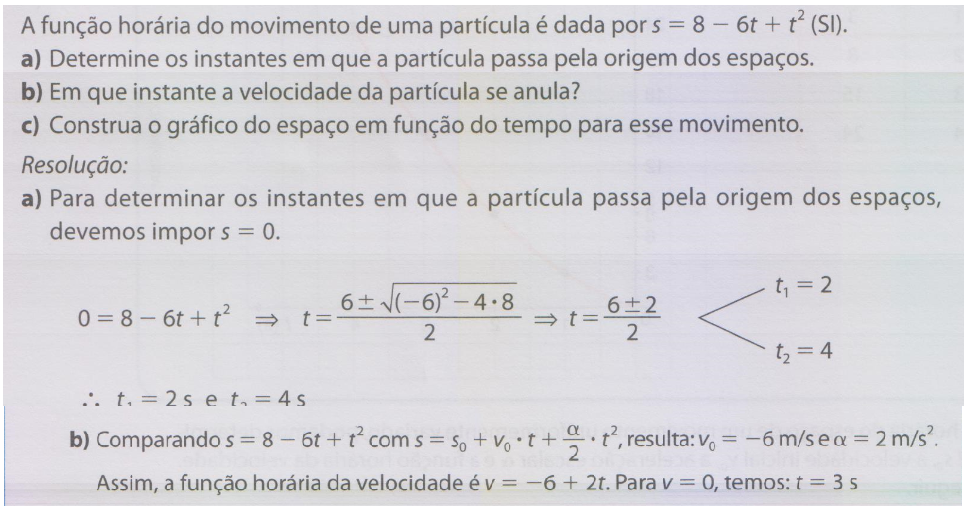 A função horária do movimento de uma partícula é dada por s = 8 − 6t + t² (SI).
a) Determine os instantes em que a partícula passa pela origem dos espaços.
b) Em que instante a velocidade da partícula se anula?
c) Construa o gráfico do espaço em função do tempo para esse movimento.
Resolução:
a) Para determinar os instantes em que a partícula passa pela origem dos espaços,
devemos impor s = 0.
0 = 8 − 6t + t² ⇒ t = (6 ± √((−6)² − 4·8))/2 ⇒ t = (6 ± 2)/2
t₁ = 2
t₂ = 4
∴ t₁ = 2 s e t₂ = 4 s
b) Comparando s = 8 − 6t + t² com s = s₀ + v₀ · t + α/2 · t², resulta: v₀ = −6 m/s e α = 2 m/s².
Assim, a função horária da velocidade é v = −6 + 2t. Para v = 0, temos: t = 3 s